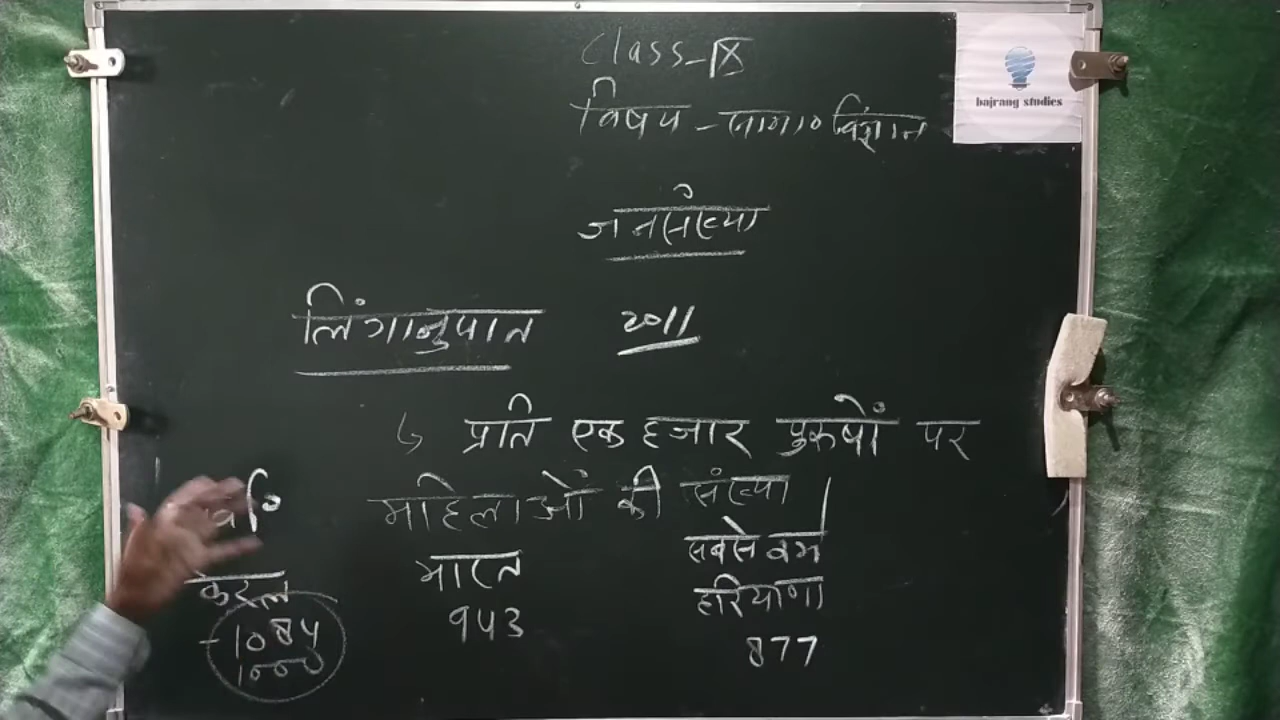 Class-IX
bajrang studies
विषय - सामा० विज्ञान
जनसंख्या
लिंगानुपात 2011
प्रति एक हजार पुरुषों पर
महिलाओं की संख्या
सबसे कम
भारत
केरल
हरियाणा
943
1084
1000
877